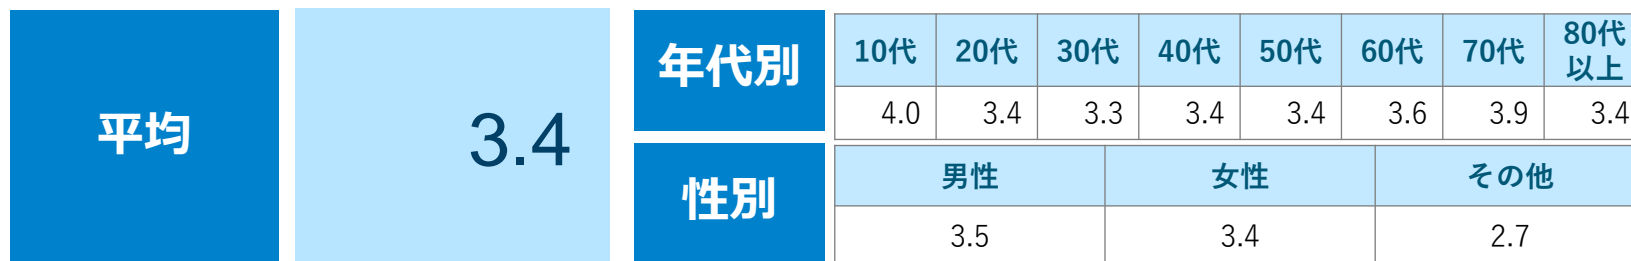 平均
3.4
年代別
10代 20代 30代 40代 50代 60代 70代 80代以上
4.0 3.4 3.3 3.4 3.4 3.6 3.9 3.4
性別
男性 女性 その他
3.5 3.4 2.7